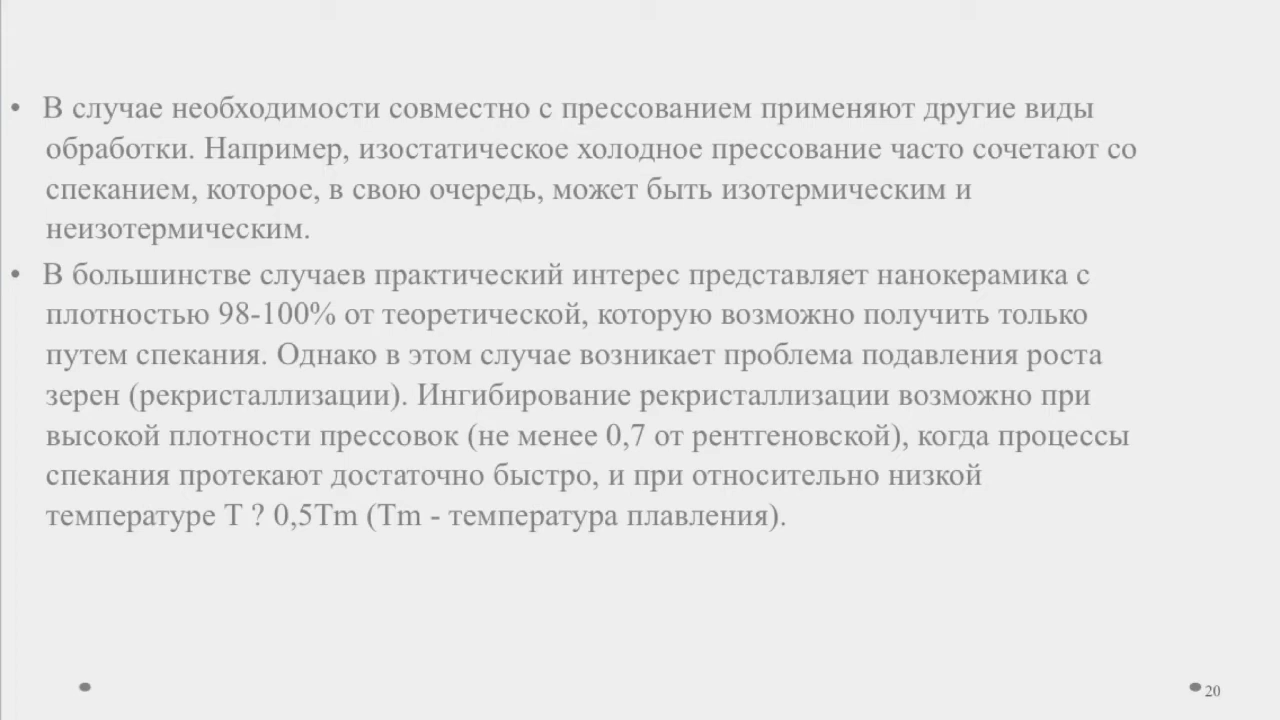 • В случае необходимости совместно с прессованием применяют другие виды
обработки. Например, изостатическое холодное прессование часто сочетают со
спеканием, которое, в свою очередь, может быть изотермическим и
неизотермическим.
• В большинстве случаев практический интерес представляет нанокерамика с
плотностью 98-100% от теоретической, которую возможно получить только
путем спекания. Однако в этом случае возникает проблема подавления роста
зерен (рекристаллизации). Ингибирование рекристаллизации возможно при
высокой плотности прессовок (не менее 0,7 от рентгеновской), когда процессы
спекания протекают достаточно быстро, и при относительно низкой
температуре T ? 0,5Tm (Tm - температура плавления).
20